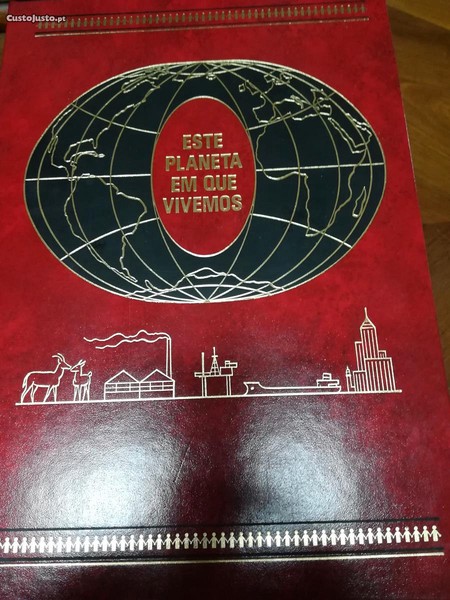 CustoJusto.pt
ESTE
PLANETA
EM QUE
VIVEMOS